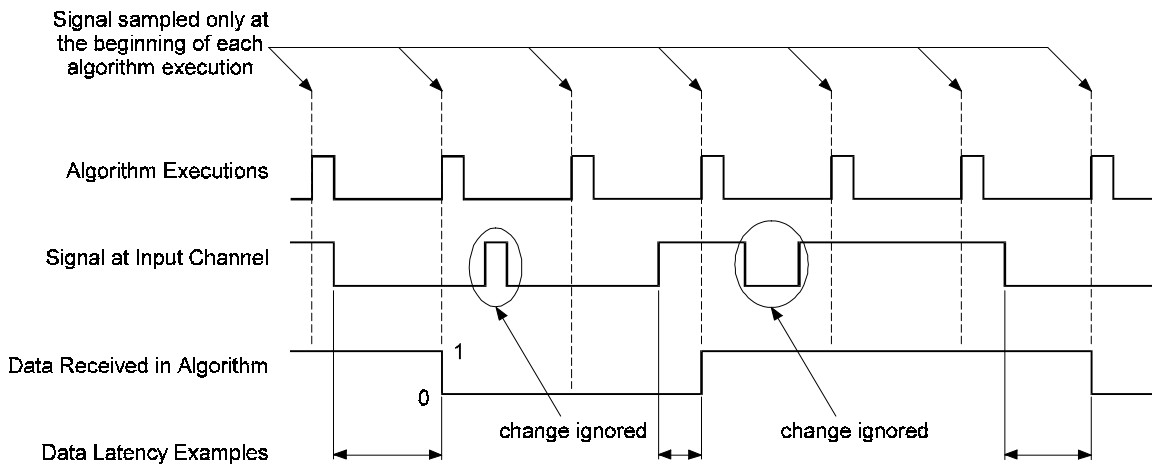 Signal sampled only at
the beginning of each
algorithm execution
Algorithm Executions
Signal at Input Channel
Data Received in Algorithm
1
0
change ignored
change ignored
Data Latency Examples